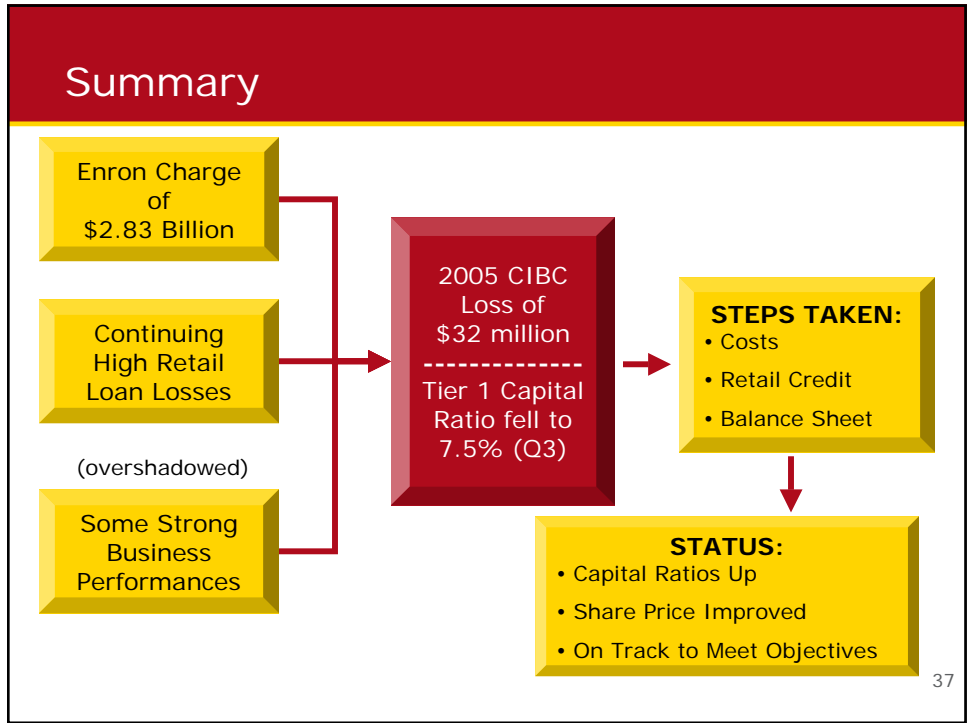 Summary
Enron Charge
of
$2.83 Billion
Continuing
High Retail
Loan Losses
(overshadowed)
Some Strong
Business
Performances
2005 CIBC
Loss of
$32 million
Tier 1 Capital
Ratio fell to
7.5% (Q3)
STEPS TAKEN:
• Costs
• Retail Credit
• Balance Sheet
STATUS:
• Capital Ratios Up
• Share Price Improved
• On Track to Meet Objectives
37